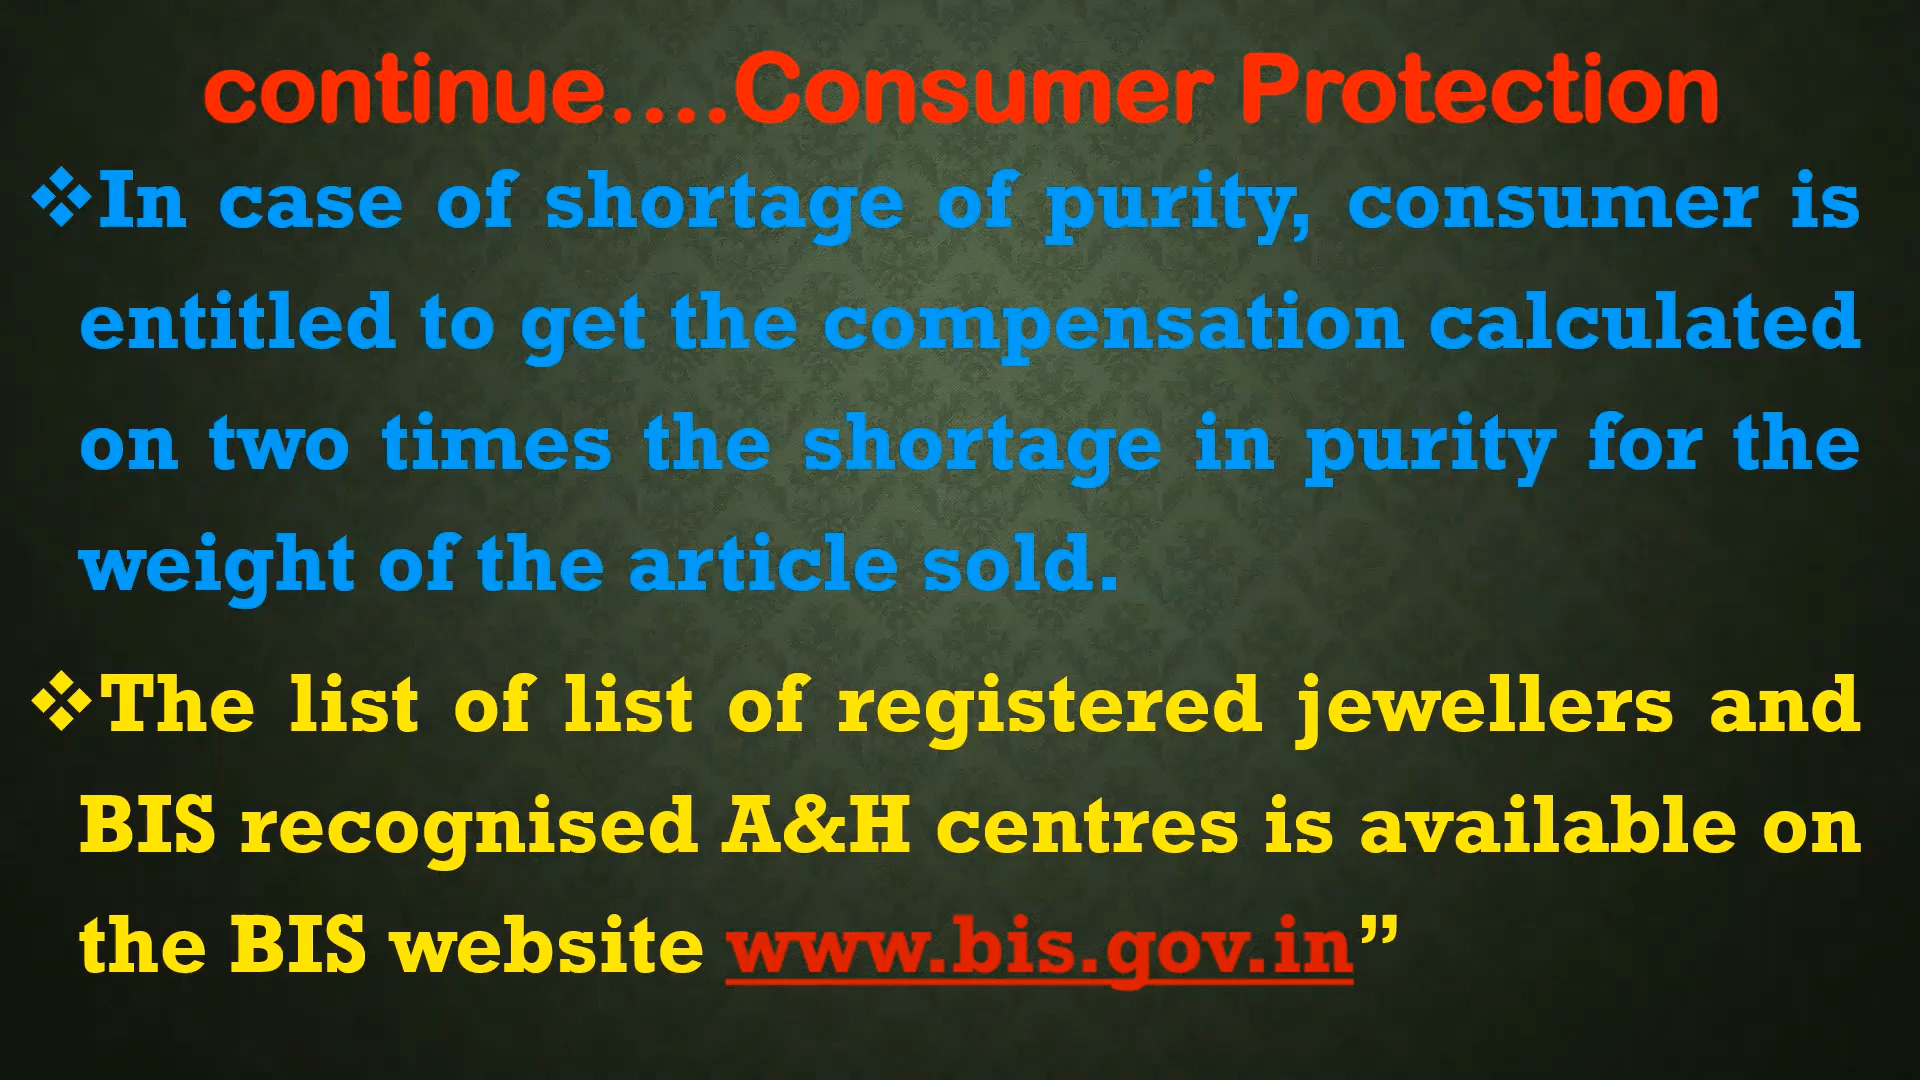 continue....Consumer Protection
❖In case of shortage of purity, consumer is
entitled to get the compensation calculated
on two times the shortage in purity for the
weight of the article sold.
❖The list of list of registered jewellers and
BIS recognised A&H centres is available on
the BIS website www.bis.gov.in”